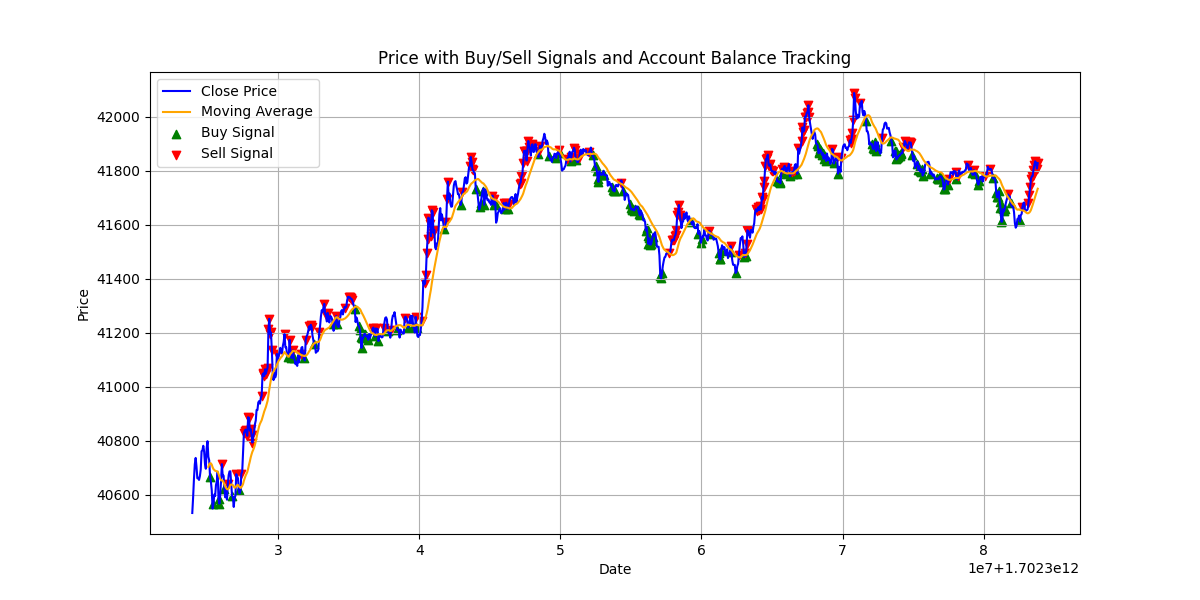 Price with Buy/Sell Signals and Account Balance Tracking
Close Price
Moving Average
Buy Signal
Sell Signal
42000
41800
41600
41400
41200
41000
40800
40600
Price
3 4 5 6 7 8
Date
1e7+1.7023e12